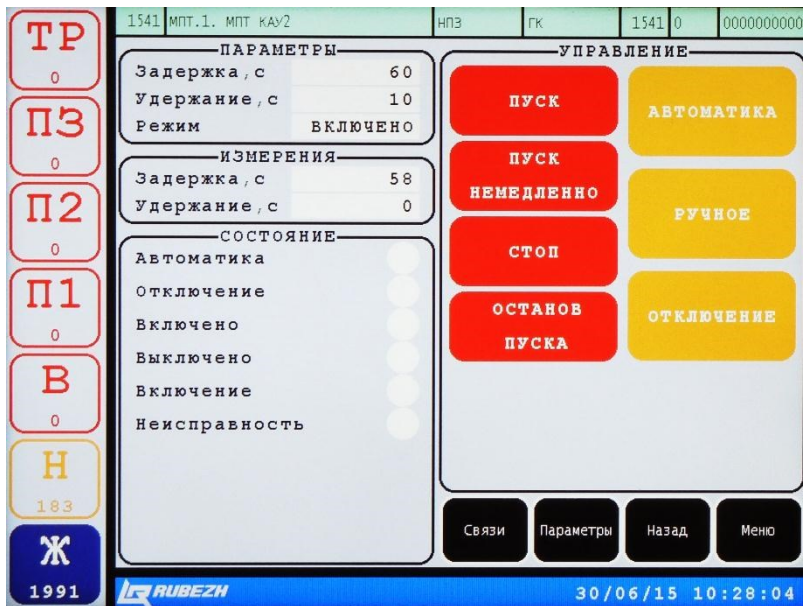 1541 МПТ.1. МПТ КАУ2 НПЗ ГК 1541 0 0000000000
ТР
0
ПЗ
0
П2
0
П1
0
В
0
Н
183
Ж
1991
ПАРАМЕТРЫ
Задержка,с 60
Удержание,с 10
Режим ВКЛЮЧЕНО
ИЗМЕРЕНИЯ
Задержка,с 58
Удержание,с 0
СОСТОЯНИЕ
Автоматика
Отключение
Включено
Выключено
Включение
Неисправность
УПРАВЛЕНИЕ
ПУСК
ПУСК
НЕМЕДЛЕННО
СТОП
ОСТАНОВ
ПУСКА
АВТОМАТИКА
РУЧНОЕ
ОТКЛЮЧЕНИЕ
Связи Параметры Назад Меню
RUBEZH 30/06/15 10:28:04